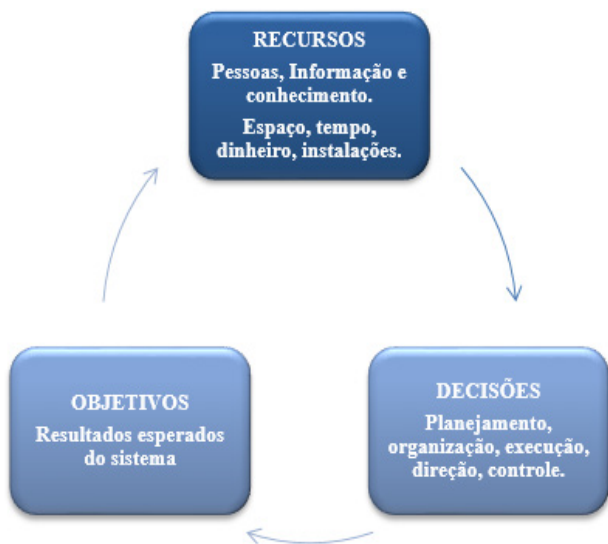 RECURSOS
Pessoas, Informação e
conhecimento.
Espaço, tempo,
dinheiro, instalações.
OBJETIVOS
Resultados esperados
do sistema
DECISÕES
Planejamento,
organização, execução,
direção, controle.